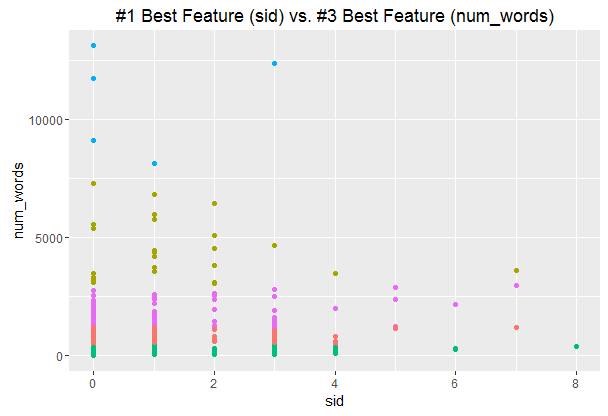 #1 Best Feature (sid) vs. #3 Best Feature (num_words)
num_words
10000
5000
0
0 2 4 6 8
sid